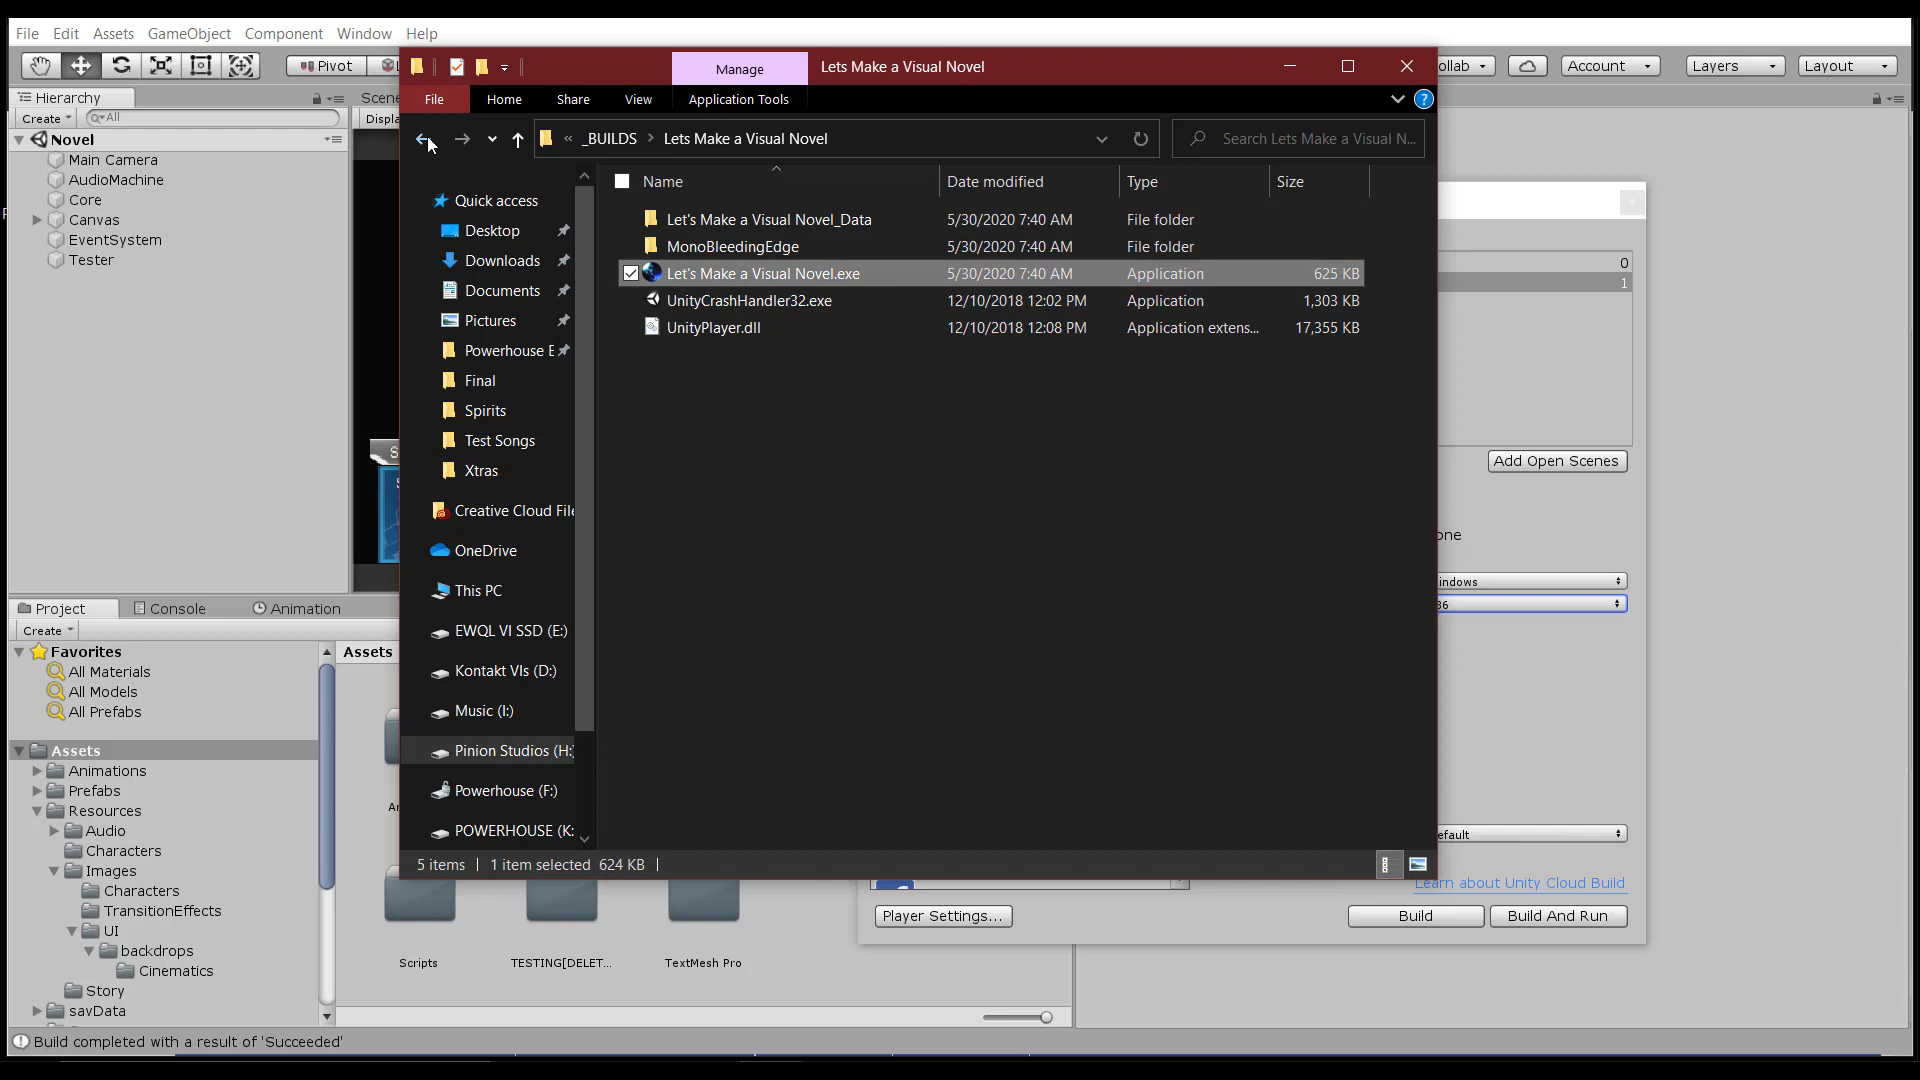 File Edit Assets GameObject Component Window Help
Pivot
ollab Account Layers Layout
Manage
Lets Make a Visual Novel
File Home Share View Application Tools
Hierarchy
Scene
Create
All
Displa
_BUILDS Lets Make a Visual Novel
Search Lets Make a Visual N...
Novel
Main Camera
AudioMachine
Core
Canvas
EventSystem
Tester
Quick access
Desktop
Downloads
Documents
Pictures
Powerhouse E
Final
Spirits
Test Songs
Xtras
Creative Cloud File
OneDrive
This PC
EWQL VI SSD (E:)
Kontakt VIs (D:)
Music (I:)
Pinion Studios (H:)
Powerhouse (F:)
POWERHOUSE (K:
Name Date modified Type Size
Let's Make a Visual Novel_Data 5/30/2020 7:40 AM File folder
MonoBleedingEdge 5/30/2020 7:40 AM File folder
Let's Make a Visual Novel.exe 5/30/2020 7:40 AM Application 625 KB
UnityCrashHandler32.exe 12/10/2018 12:02 PM Application 1,303 KB
UnityPlayer.dll 12/10/2018 12:08 PM Application extens... 17,355 KB
5 items 1 item selected 624 KB
0
1
Add Open Scenes
one
indows
86
efault
Learn about Unity Cloud Build
Player Settings... Build Build And Run
Project Console Animation
Create
Favorites
All Materials
All Models
All Prefabs
Assets
Animations
Prefabs
Resources
Audio
Characters
Images
Characters
TransitionEffects
UI
backdrops
Cinematics
Story
savData
Assets
An
Scripts TESTING[DELET... TextMesh Pro
Build completed with a result of 'Succeeded'